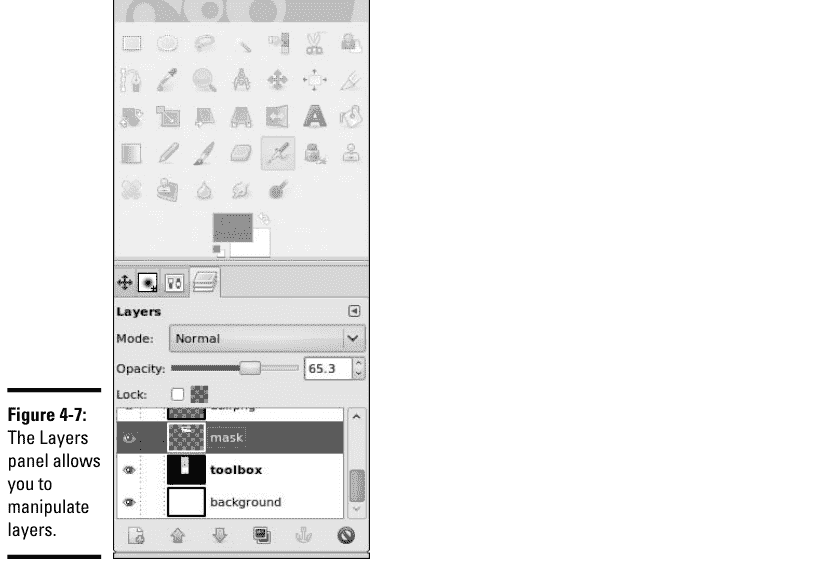 Layers
Mode: Normal
Opacity: 65.3
Lock:
mask
toolbox
background
Figure 4-7:
The Layers
panel allows
you to
manipulate
layers.